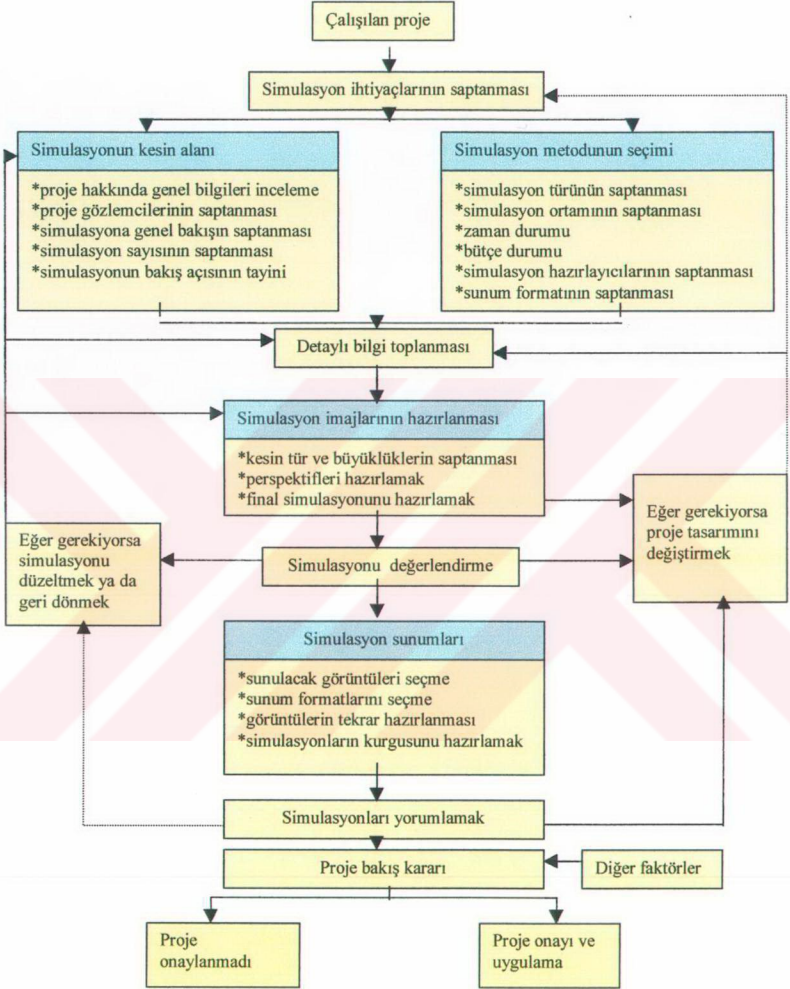 Çalışılan proje
Simulasyon ihtiyaçlarının saptanması
Simulasyonun kesin alanı
*proje hakkında genel bilgileri inceleme
*proje gözlemcilerinin saptanması
*simulasyona genel bakışın saptanması
*simulasyon sayısının saptanması
*simulasyonun bakış açısının tayini
Simulasyon metodunun seçimi
*simulasyon türünün saptanması
*simulasyon ortamının saptanması
*zaman durumu
*bütçe durumu
*simulasyon hazırlayıcılarının saptanması
*sunum formatının saptanması
Detaylı bilgi toplanması
Simulasyon imajlarının hazırlanması
*kesin tür ve büyüklüklerin saptanması
*perspektifleri hazırlamak
*final simulasyonunu hazırlamak
Eğer gerekiyorsa
proje tasarımını
değiştirmek
Eğer gerekiyorsa
simulasyonu
düzeltmek ya da
geri dönmek
Simulasyonu değerlendirme
Simulasyon sunumları
*sunulacak görüntüleri seçme
*sunum formatlarını seçme
*görüntülerin tekrar hazırlanması
*simulasyonların kurgusunu hazırlamak
Simulasyonları yorumlamak
Proje bakış kararı
Diğer faktörler
Proje
onaylanmadı
Proje onayı ve
uygulama